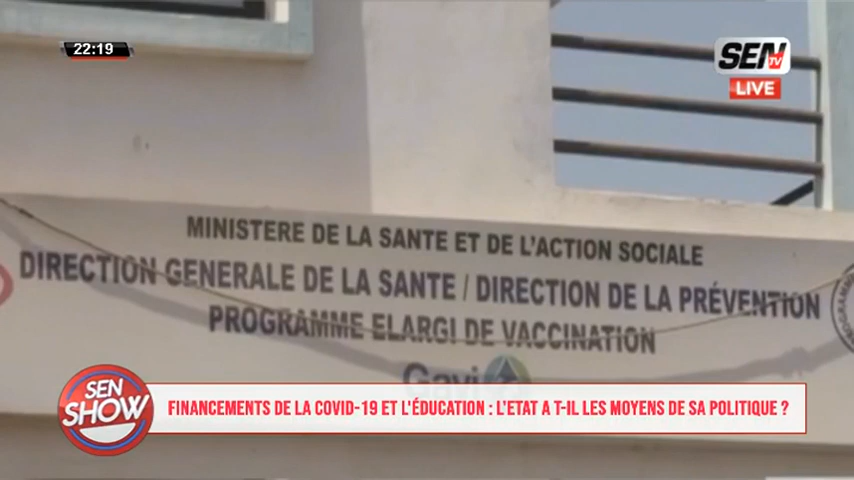 22:19
SEN
TV
LIVE
MINISTERE DE LA SANTE ET DE L'ACTION SOCIALE
DIRECTION GENERALE DE LA SANTE / DIRECTION DE LA PRÉVENTION
PROGRAMME ELARGI DE VACCINATION
Gavi
SEN
SHOW
FINANCEMENTS DE LA COVID-19 ET L'ÉDUCATION : L'ETAT A T-IL LES MOYENS DE SA POLITIQUE ?